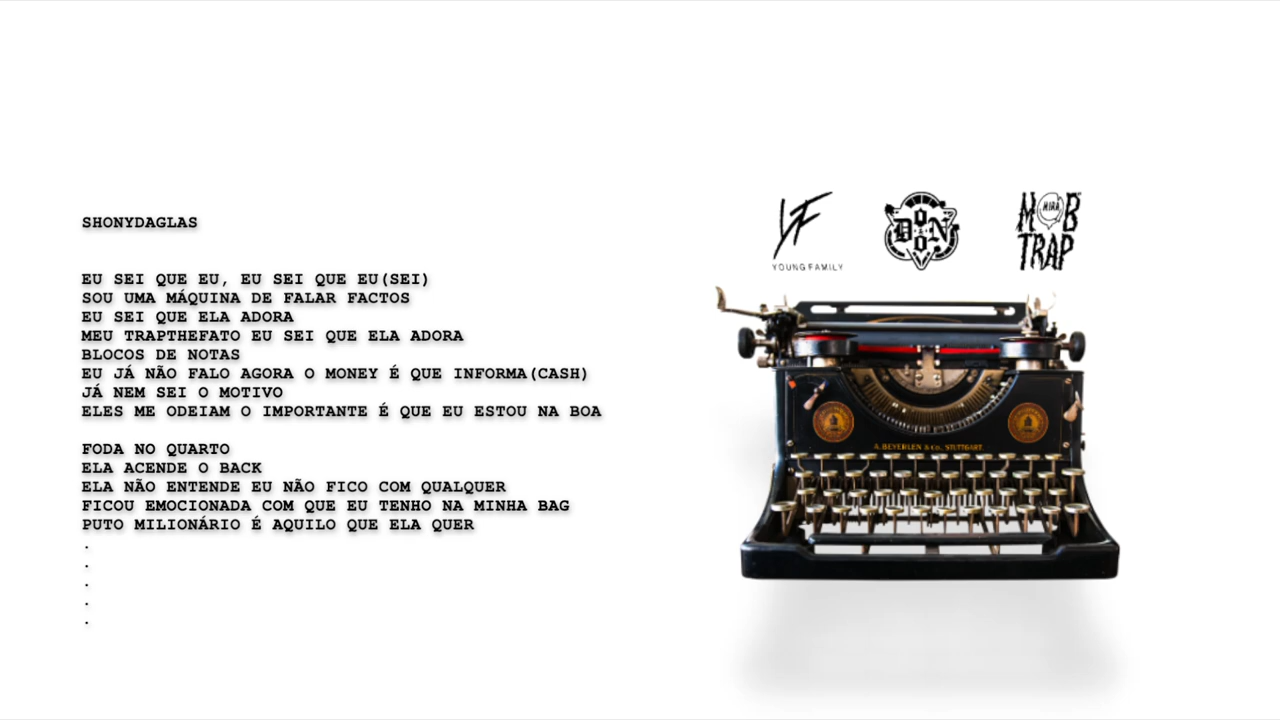 SHONYDAGLAS
EU SEI QUE EU, EU SEI QUE EU(SEI)
SOU UMA MÁQUINA DE FALAR FACTOS
EU SEI QUE ELA ADORA
MEU TRAPTHEFATO EU SEI QUE ELA ADORA
BLOCOS DE NOTAS
EU JÁ NÃO FALO AGORA O MONEY É QUE INFORMA(CASH)
JÁ NEM SEI O MOTIVO
ELES ME ODEIAM O IMPORTANTE É QUE EU ESTOU NA BOA
FODA NO QUARTO
ELA ACENDE O BACK
ELA NÃO ENTENDE EU NÃO FICO COM QUALQUER
FICOU EMOCIONADA COM QUE EU TENHO NA MINHA BAG
PUTO MILIONÁRIO É AQUILO QUE ELA QUER
.
.
.
.
.
YF
YOUNG FAMILY
DOON
MOB
MIRA
TRAP
A. BEYERLEN & Co., STUTTGART.